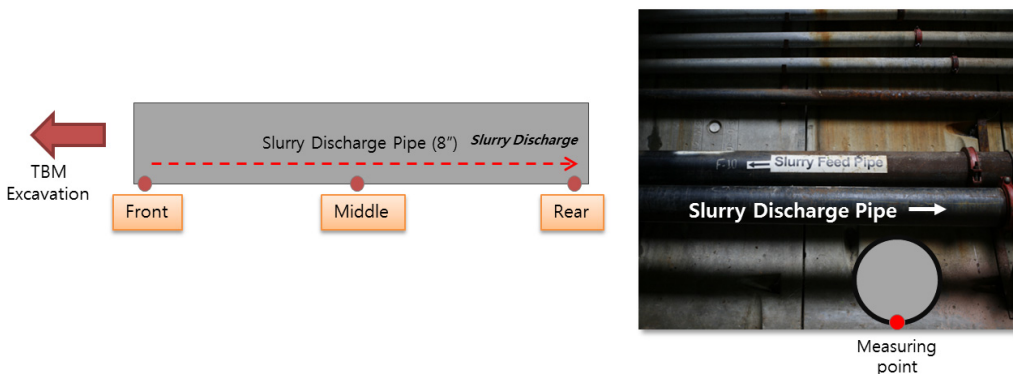 Slurry Discharge Pipe (8")
Slurry Discharge
TBM
Excavation
Front
Middle
Rear
F-10
Slurry Feed Pipe
Slurry Discharge Pipe
Measuring
point